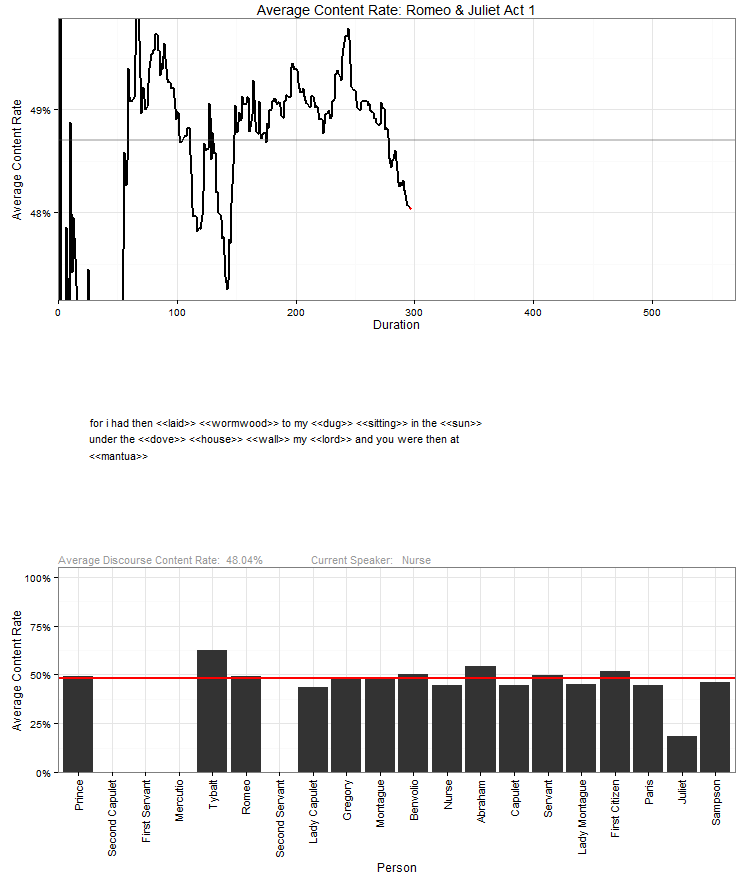 Average Content Rate: Romeo & Juliet Act 1
Average Content Rate
49%
48%
0 100 200 300 400 500
Duration
for i had then <<laid>> <<wormwood>> to my <<dug>> <<sitting>> in the <<sun>>
under the <<dove>> <<house>> <<wall>> my <<lord>> and you were then at
<<mantua>>
Average Discourse Content Rate: 48.04% Current Speaker: Nurse
Average Content Rate
100%
75%
50%
25%
0%
Prince
Second Capulet
First Servant
Mercutio
Tybalt
Romeo
Second Servant
Lady Capulet
Gregory
Montague
Benvolio
Nurse
Abraham
Capulet
Servant
Lady Montague
First Citizen
Paris
Juliet
Sampson
Person